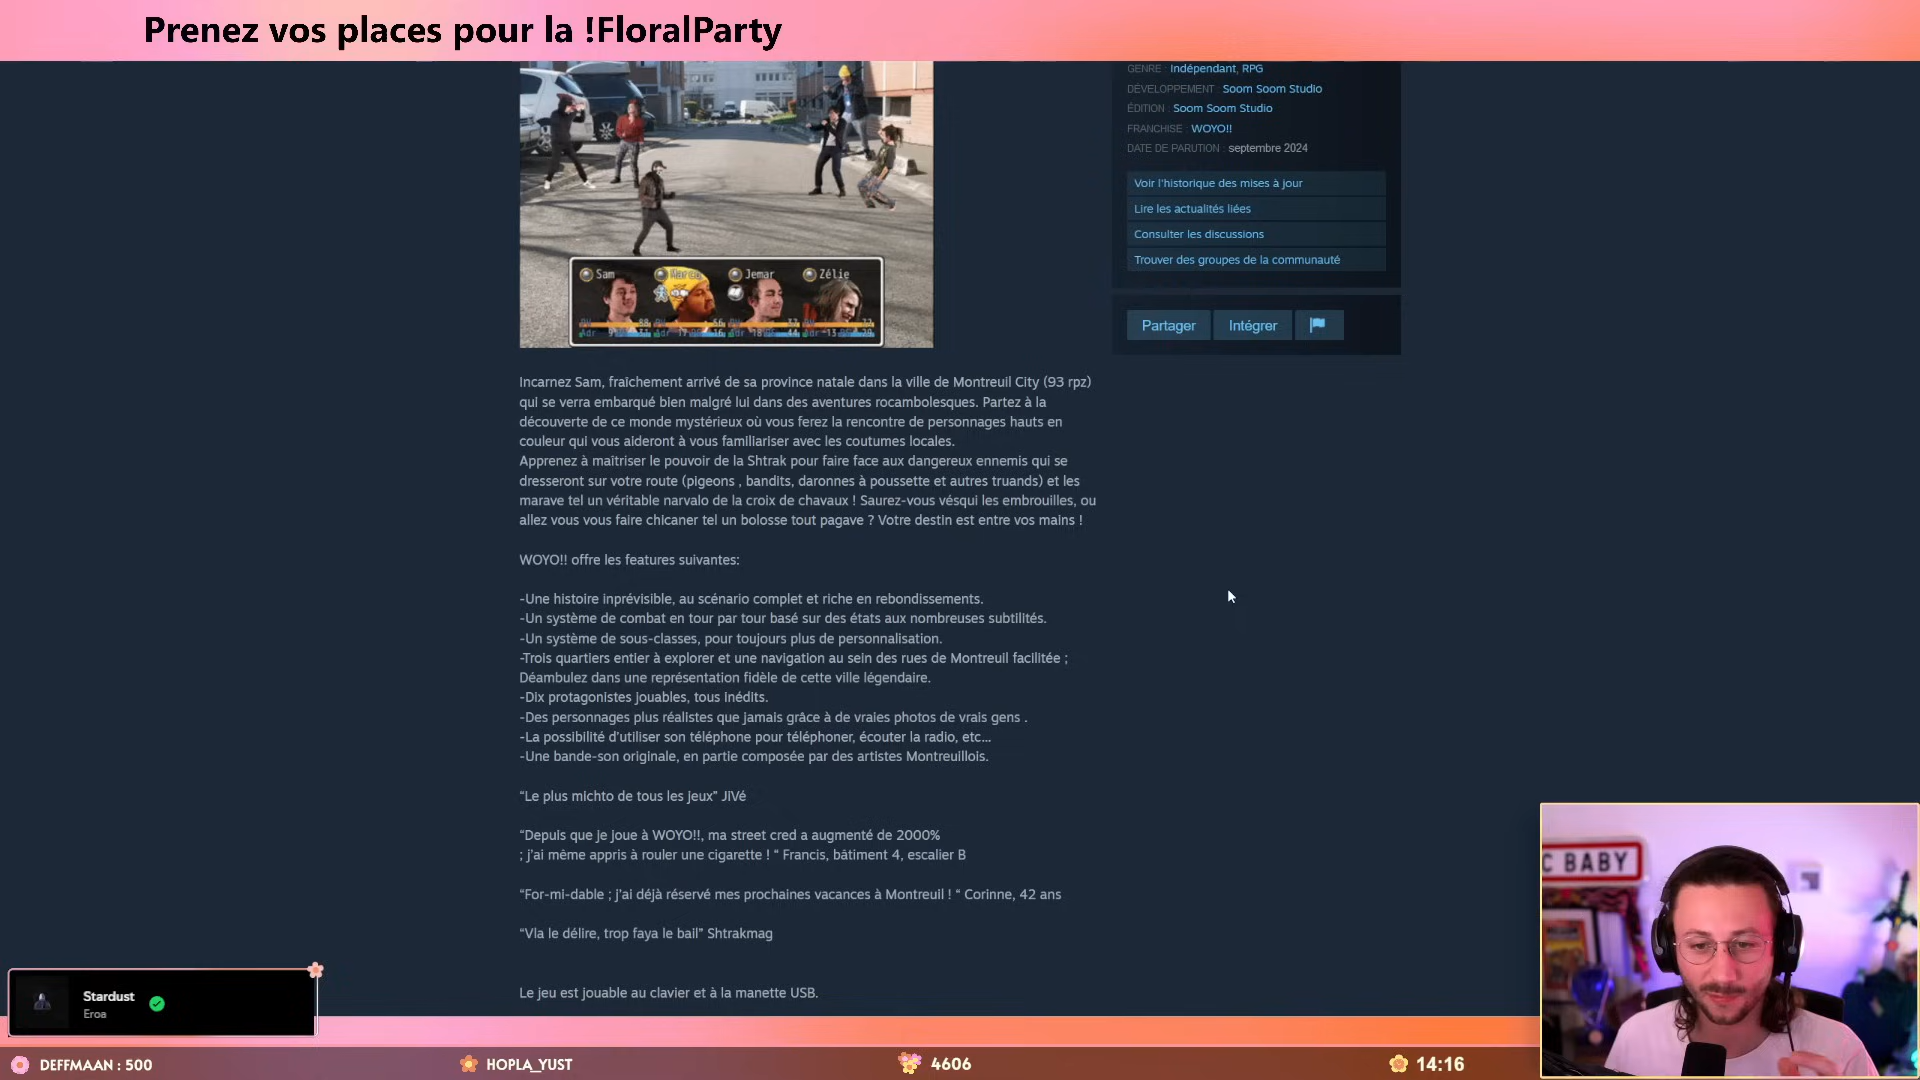 Prenez vos places pour la !FloralParty
GENRE : Indépendant, RPG
DÉVELOPPEMENT : Soom Soom Studio
ÉDITION : Soom Soom Studio
FRANCHISE : WOYO!!
DATE DE PARUTION : septembre 2024
Voir l'historique des mises à jour
Lire les actualités liées
Consulter les discussions
Trouver des groupes de la communauté
Partager
Intégrer
Sam
Jemar
Zélie
Incarnez Sam, fraîchement arrivé de sa province natale dans la ville de Montreuil City (93 rpz)
qui se verra embarqué bien malgré lui dans des aventures rocambolesques. Partez à la
découverte de ce monde mystérieux où vous ferez la rencontre de personnages hauts en
couleur qui vous aideront à vous familiariser avec les coutumes locales.
Apprenez à maîtriser le pouvoir de la Shtrak pour faire face aux dangereux ennemis qui se
dresseront sur votre route (pigeons , bandits, daronnes à poussette et autres truands) et les
marave tel un véritable narvalo de la croix de chavaux ! Saurez-vous vésqui les embrouilles, ou
allez vous vous faire chicaner tel un bolosse tout pagave ? Votre destin est entre vos mains !
WOYO!! offre les features suivantes:
-Une histoire inprévisible, au scénario complet et riche en rebondissements.
-Un système de combat en tour par tour basé sur des états aux nombreuses subtilités.
-Un système de sous-classes, pour toujours plus de personnalisation.
-Trois quartiers entier à explorer et une navigation au sein des rues de Montreuil facilitée ;
Déambulez dans une représentation fidèle de cette ville légendaire.
-Dix protagonistes jouables, tous inédits.
-Des personnages plus réalistes que jamais grâce à de vraies photos de vrais gens .
-La possibilité d'utiliser son téléphone pour téléphoner, écouter la radio, etc...
-Une bande-son originale, en partie composée par des artistes Montreuillois.
“Le plus michto de tous les jeux” JiVé
“Depuis que je joue à WOYO!!, ma street cred a augmenté de 2000%
; j'ai même appris à rouler une cigarette ! “ Francis, bâtiment 4, escalier B
“For-mi-dable ; j'ai déjà réservé mes prochaines vacances à Montreuil ! “ Corinne, 42 ans
“Vla le délire, trop faya le bail” Shtrakmag
Le jeu est jouable au clavier et à la manette USB.
C BABY
Stardust
Eroa
DEFFMAAN : 500
HOPLA_YUST
4606
14:16